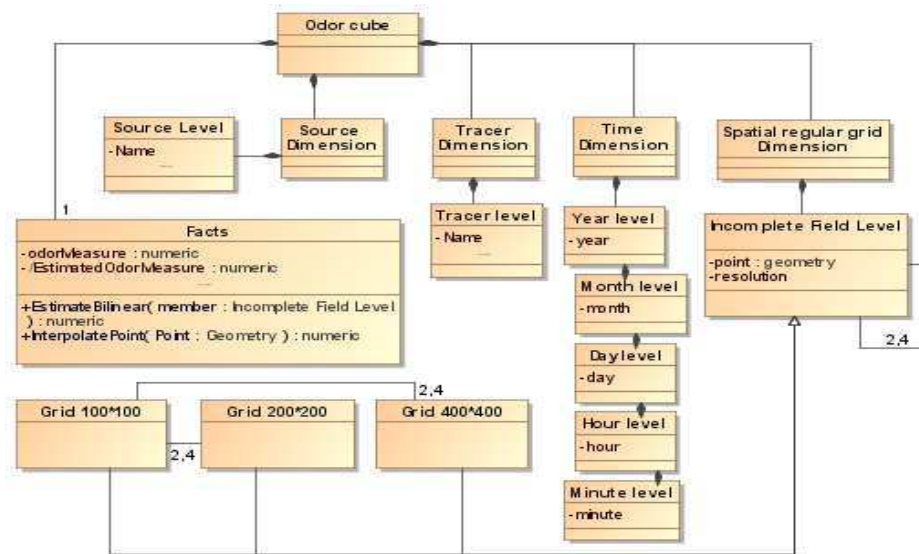 Odor cube
Source Level
-Name
...
Source
Dimension
Tracer
Dimension
Time
Dimension
Spatial regular grid
Dimension
1
Facts
-odorMeasure : numeric
-/EstimatedOdorMeasure : numeric
...
+EstimateBilinear( member : Incomplete Field Level
) : numeric
+InterpolatePoint( Point : Geometry ) : numeric
Tracer level
-Name
...
Year level
-year
Month level
-month
Day level
-day
Hour level
-hour
Minute level
-minute
Incomplete Field Level
-point : geometry
-resolution
2,4
2,4
Grid 100*100
Grid 200*200
Grid 400*400
2,4